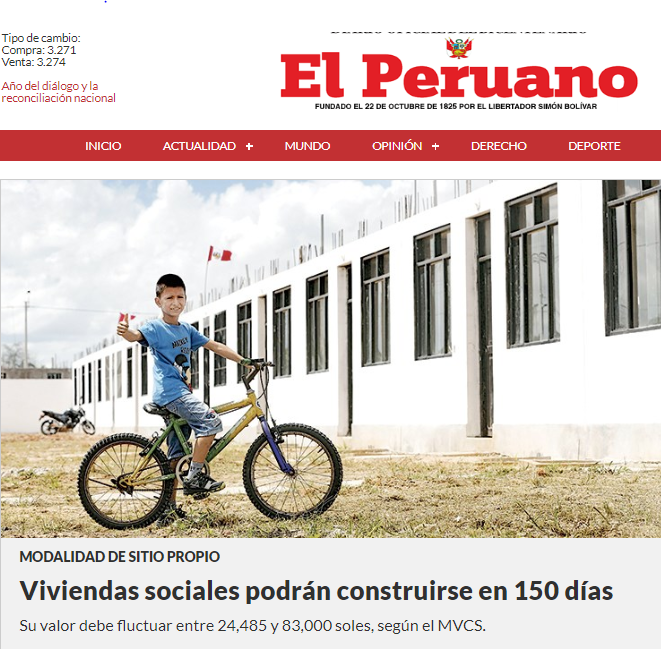 Tipo de cambio:
Compra: 3.271
Venta: 3.274
Año del diálogo y la
reconciliación nacional
El Peruano
FUNDADO EL 22 DE OCTUBRE DE 1825 POR EL LIBERTADOR SIMÓN BOLÍVAR
INICIO ACTUALIDAD + MUNDO OPINIÓN + DERECHO DEPORTE
MODALIDAD DE SITIO PROPIO
Viviendas sociales podrán construirse en 150 días
Su valor debe fluctuar entre 24,485 y 83,000 soles, según el MVCS.